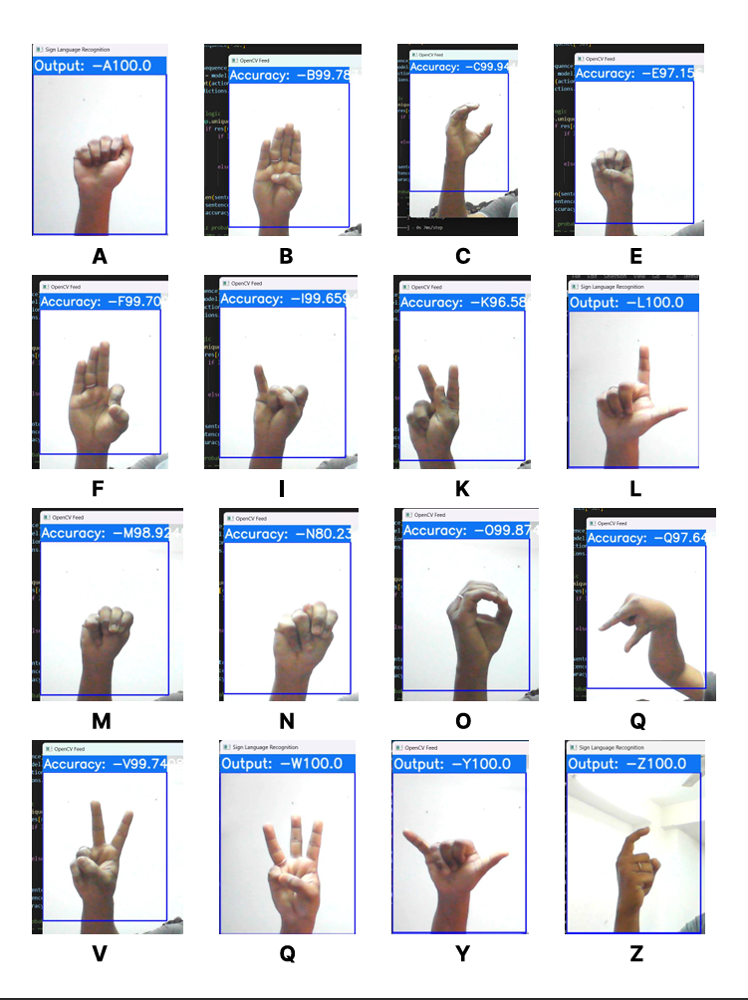 Sign Language Recognition
Output: −A100.0
OpenCV Feed
Accuracy: −B99.78
OpenCV Feed
Accuracy: −C99.94
OpenCV Feed
Accuracy: −E97.15
A
B
C
E
OpenCV Feed
Accuracy: −F99.70
OpenCV Feed
Accuracy: −I99.659
OpenCV Feed
Accuracy: −K96.58
Sign Language Recognition
Output: −L100.0
F
I
K
L
OpenCV Feed
Accuracy: −M98.92
OpenCV Feed
Accuracy: −N80.23
OpenCV Feed
Accuracy: −O99.87
OpenCV Feed
Accuracy: −Q97.64
M
N
O
Q
OpenCV Feed
Accuracy: −V99.74
Sign Language Recognition
Output: −W100.0
OpenCV Feed
Output: −Y100.0
Sign Language Recognition
Output: −Z100.0
V
Q
Y
Z